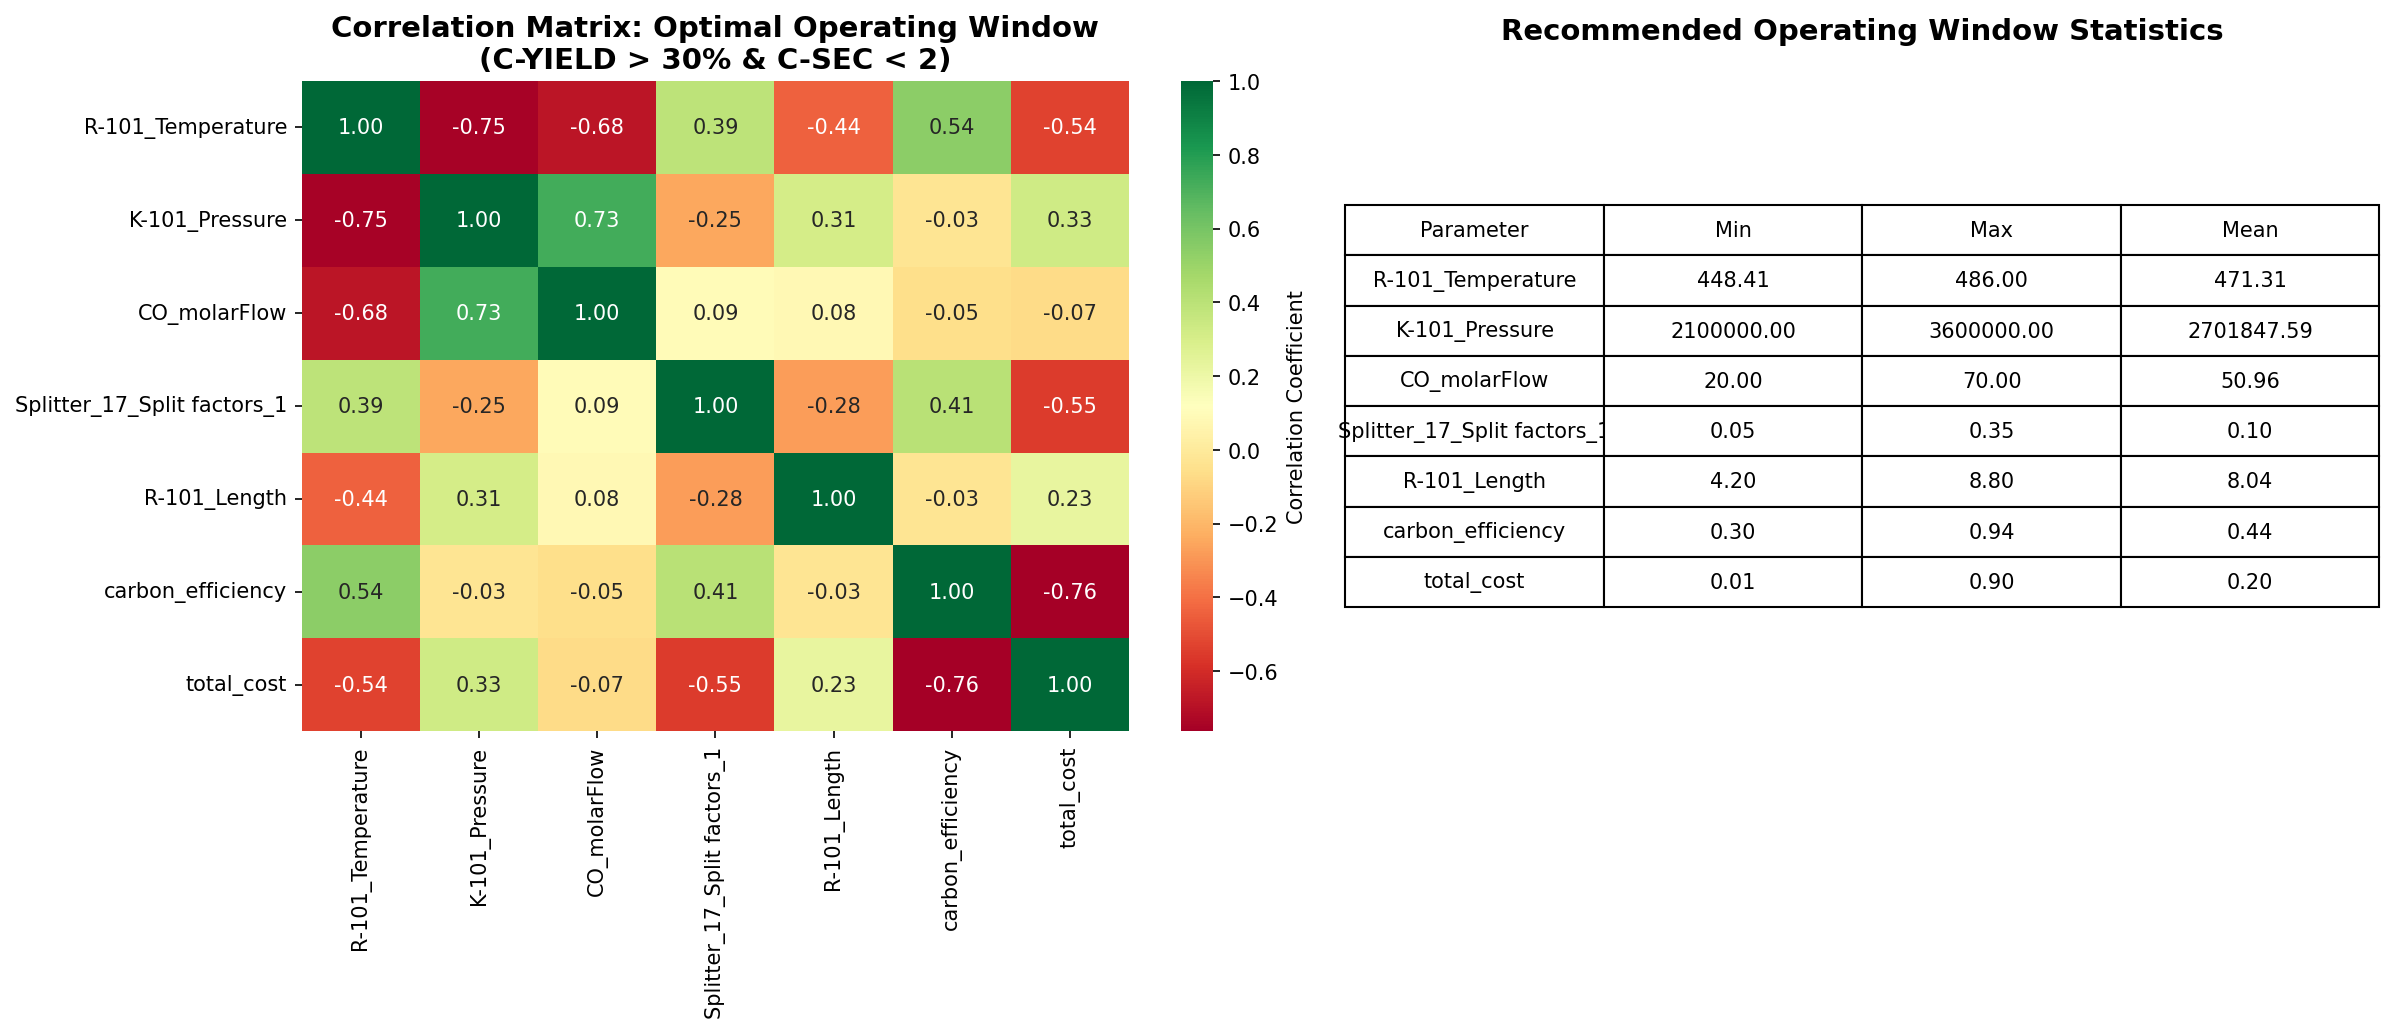 Correlation Matrix: Optimal Operating Window
(C-YIELD > 30% & C-SEC < 2)
R-101_Temperature 1.00 -0.75 -0.68 0.39 -0.44 0.54 -0.54
K-101_Pressure -0.75 1.00 0.73 -0.25 0.31 -0.03 0.33
CO_molarFlow -0.68 0.73 1.00 0.09 0.08 -0.05 -0.07
Splitter_17_Split factors_1 0.39 -0.25 0.09 1.00 -0.28 0.41 -0.55
R-101_Length -0.44 0.31 0.08 -0.28 1.00 -0.03 0.23
carbon_efficiency 0.54 -0.03 -0.05 0.41 -0.03 1.00 -0.76
total_cost -0.54 0.33 -0.07 -0.55 0.23 -0.76 1.00
R-101_Temperature
K-101_Pressure
CO_molarFlow
Splitter_17_Split factors_1
R-101_Length
carbon_efficiency
total_cost
1.0
0.8
0.6
0.4
0.2
0.0
−0.2
−0.4
−0.6
Correlation Coefficient
Recommended Operating Window Statistics
Parameter Min Max Mean
R-101_Temperature 448.41 486.00 471.31
K-101_Pressure 2100000.00 3600000.00 2701847.59
CO_molarFlow 20.00 70.00 50.96
Splitter_17_Split factors_1 0.05 0.35 0.10
R-101_Length 4.20 8.80 8.04
carbon_efficiency 0.30 0.94 0.44
total_cost 0.01 0.90 0.20